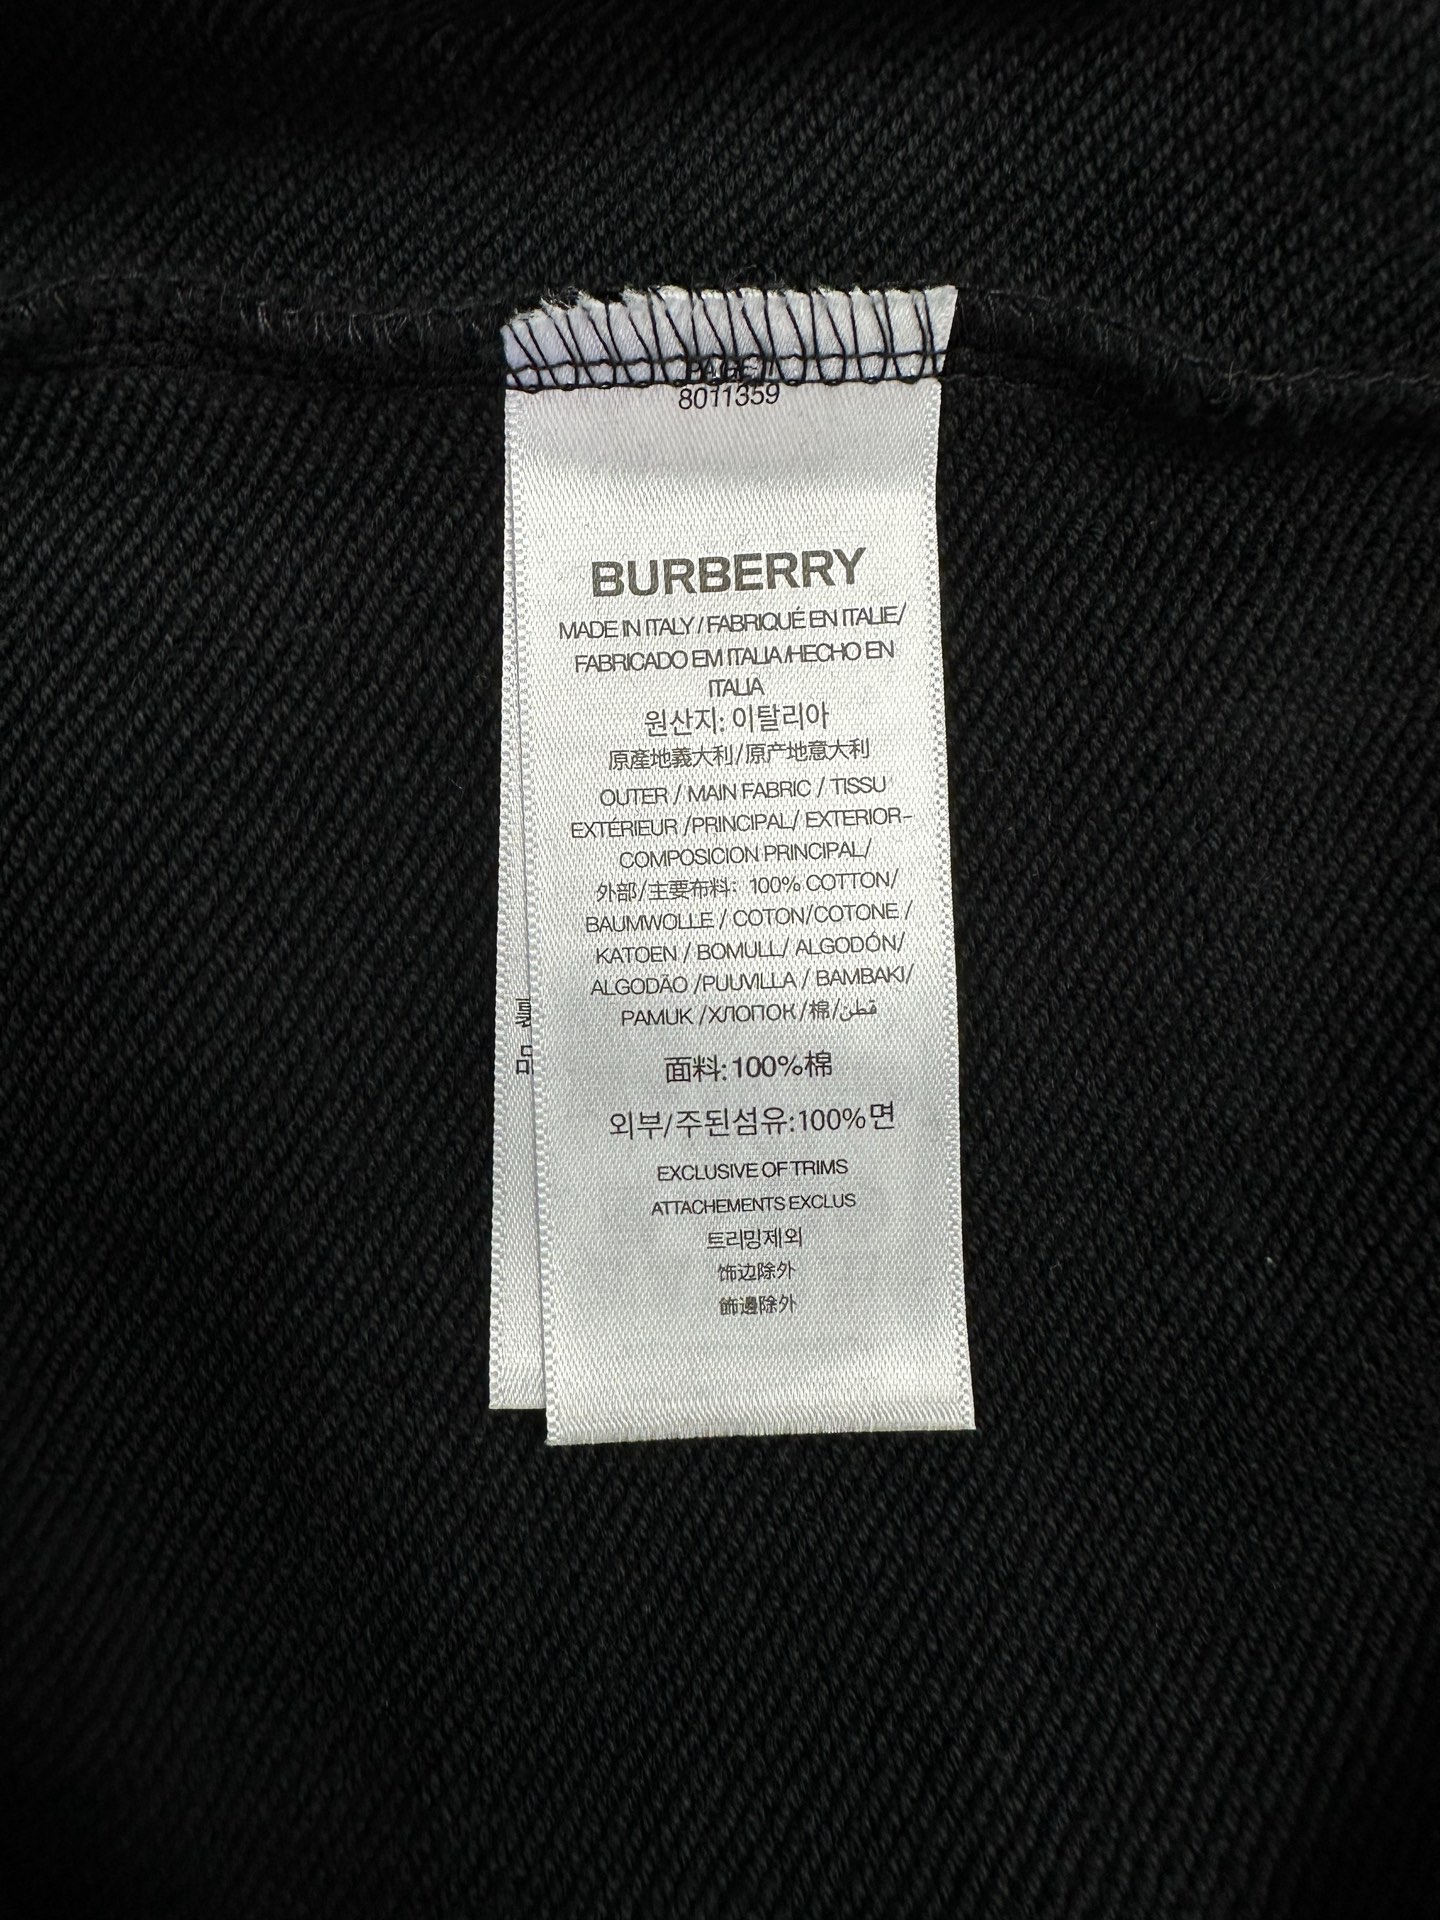 8011359
BURBERRY
MADE IN ITALY / FABRIQUÉ EN ITALIE/
FABRICADO EM ITALIA/HECHO EN
ITALIA
원산지: 이탈리아
原產地義大利/原产地意大利
OUTER / MAIN FABRIC / TISSU
EXTÉRIEUR /PRINCIPAL/ EXTERIOR-
COMPOSICION PRINCIPAL/
外部/主要布料: 100% COTTON/
BAUMWOLLE / COTON/COTONE /
KATOEN / BOMULL/ ALGODÓN/
ALGODÃO /PUUVILLA / BAMBAKI/
PAMUK /ХЛОПОК /棉/قطن
面料:100%棉
외부/주된섬유:100%면
EXCLUSIVE OF TRIMS
ATTACHEMENTS EXCLUS
트리밍제외
饰边除外
飾邊除外